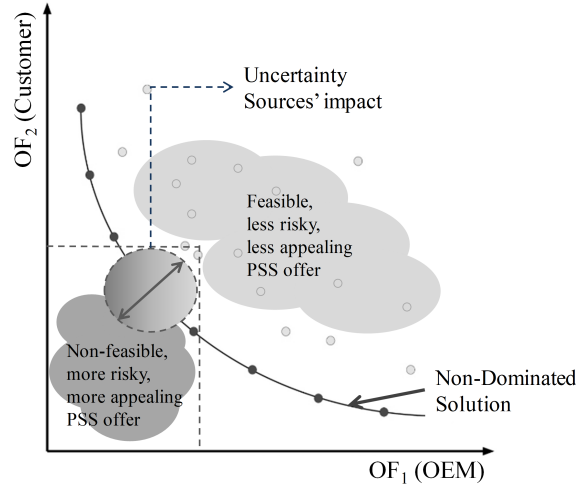 OF2 (Customer)
Uncertainty
Sources' impact
Feasible,
less risky,
less appealing
PSS offer
Non-feasible,
more risky,
more appealing
PSS offer
Non-Dominated
Solution
OF1 (OEM)